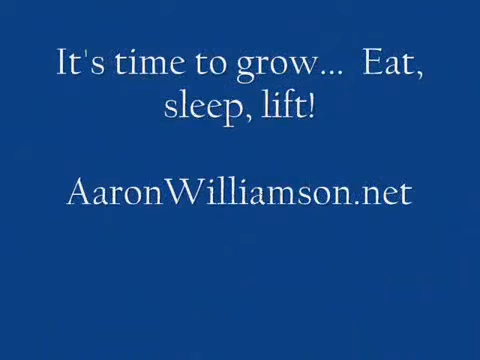 It's time to grow...  Eat,
sleep, lift!
AaronWilliamson.net